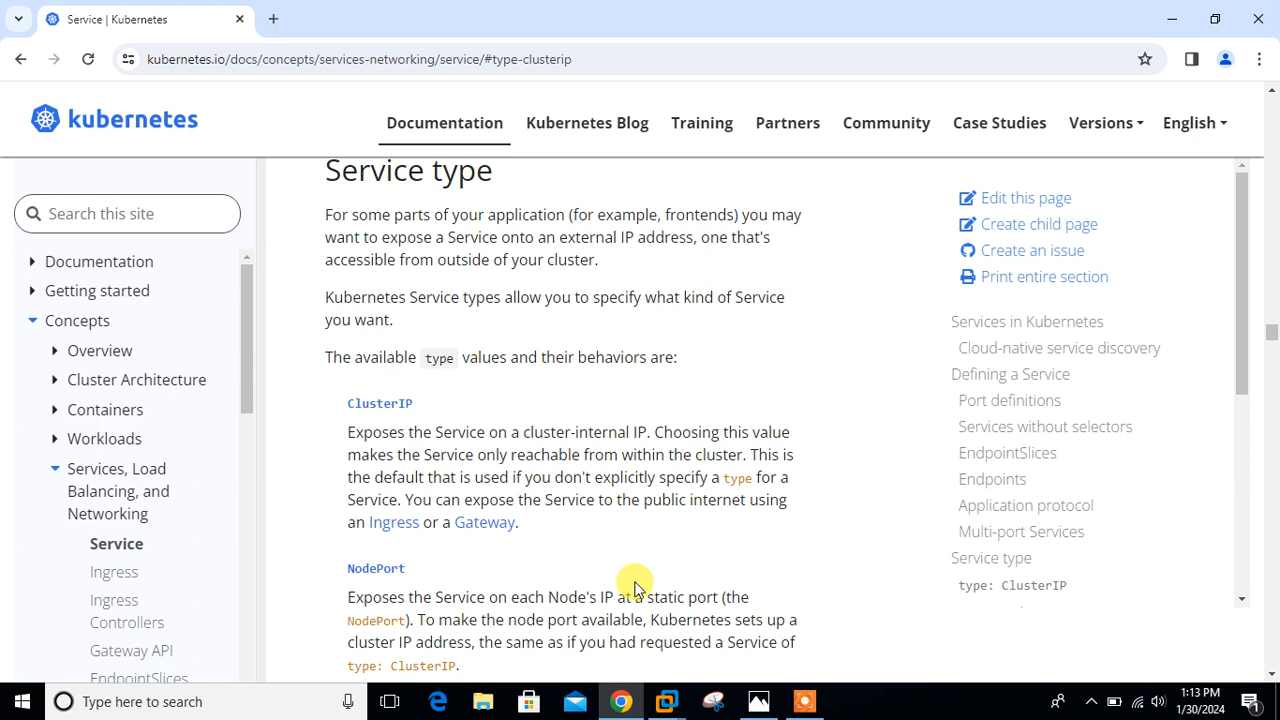 Service | Kubernetes
kubernetes.io/docs/concepts/services-networking/service/#type-clusterip
kubernetes
Documentation
Kubernetes Blog
Training
Partners
Community
Case Studies
Versions
English
Search this site
Documentation
Getting started
Concepts
Overview
Cluster Architecture
Containers
Workloads
Services, Load
Balancing, and
Networking
Service
Ingress
Ingress
Controllers
Gateway API
EndpointSlices
Service type
For some parts of your application (for example, frontends) you may
want to expose a Service onto an external IP address, one that's
accessible from outside of your cluster.
Kubernetes Service types allow you to specify what kind of Service
you want.
The available type values and their behaviors are:
ClusterIP
Exposes the Service on a cluster-internal IP. Choosing this value
makes the Service only reachable from within the cluster. This is
the default that is used if you don't explicitly specify a type for a
Service. You can expose the Service to the public internet using
an Ingress or a Gateway.
NodePort
Exposes the Service on each Node's IP at a static port (the
NodePort). To make the node port available, Kubernetes sets up a
cluster IP address, the same as if you had requested a Service of
type: ClusterIP.
Edit this page
Create child page
Create an issue
Print entire section
Services in Kubernetes
Cloud-native service discovery
Defining a Service
Port definitions
Services without selectors
EndpointSlices
Endpoints
Application protocol
Multi-port Services
Service type
type: ClusterIP
Type here to search
1:13 PM
1/30/2024
1